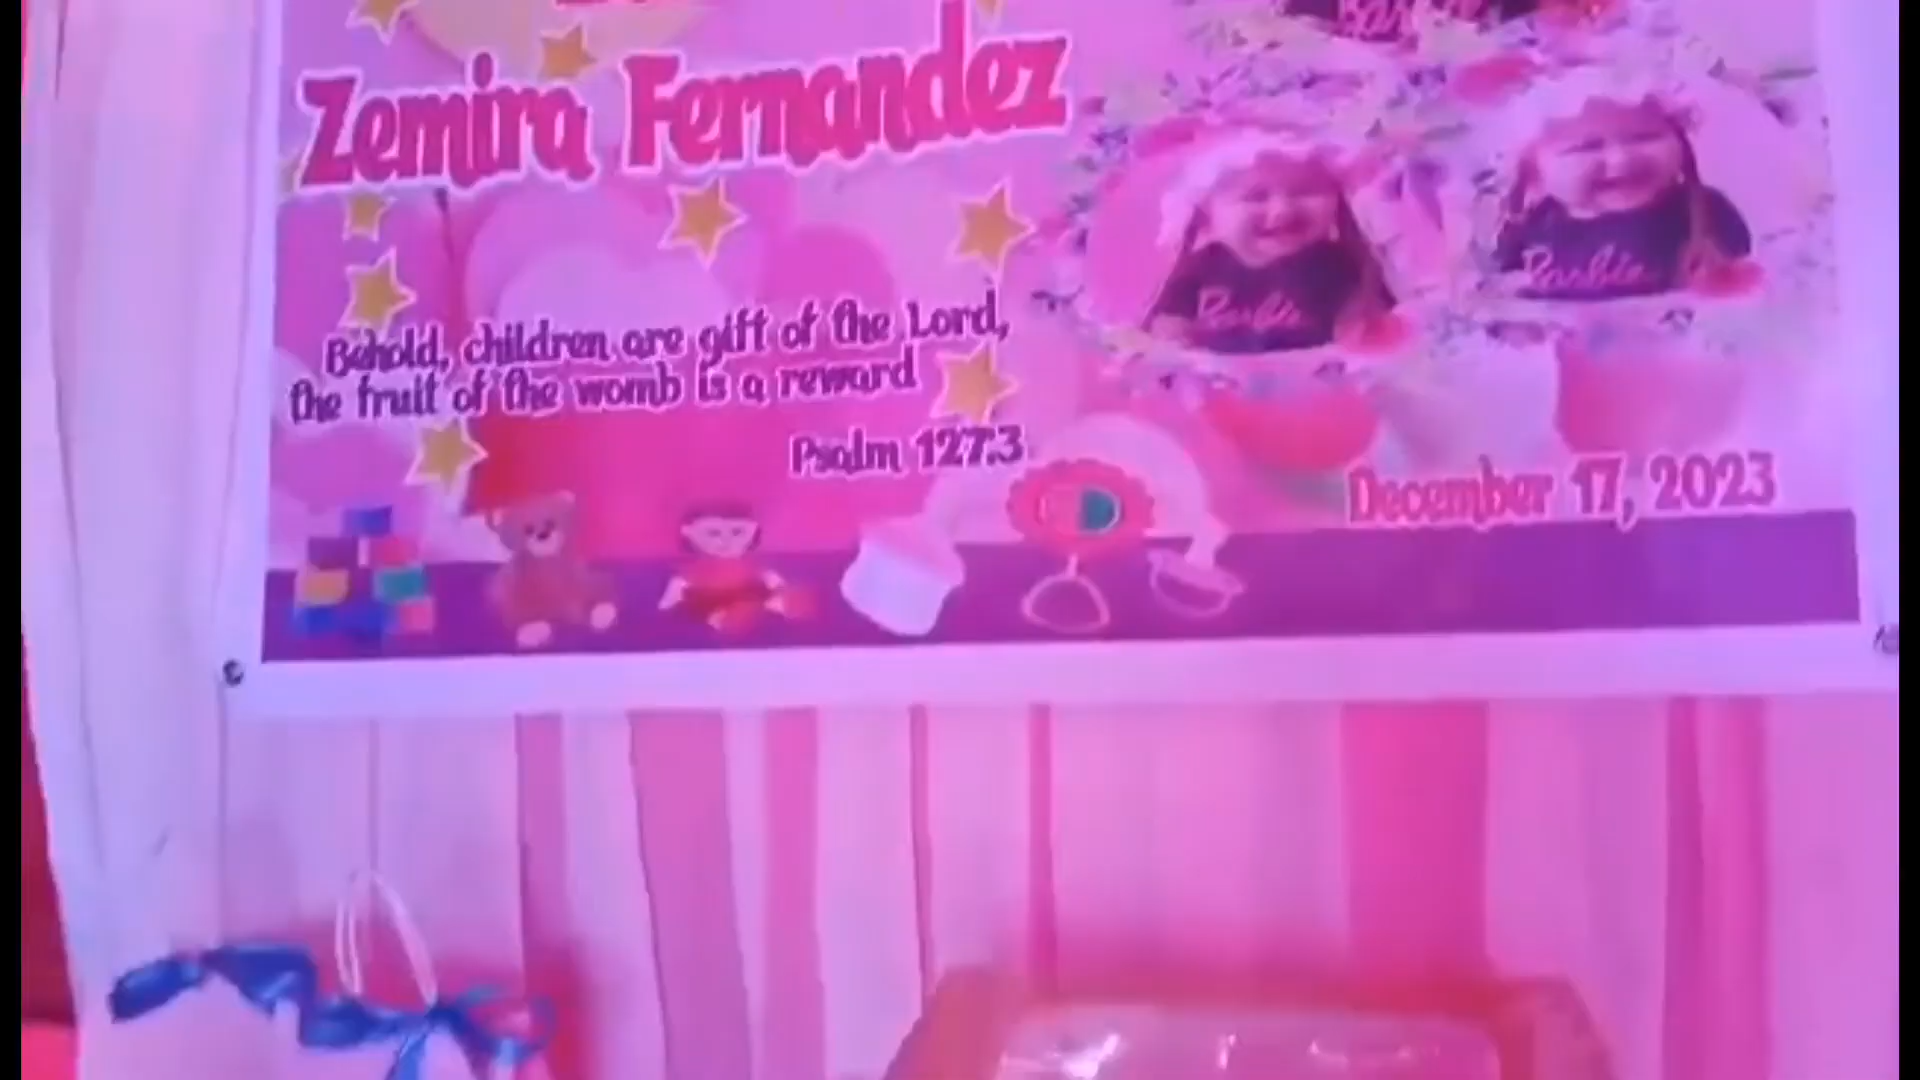 Zemira Fernandez
Behold, children are gift of the Lord,
the fruit of the womb is a reward
Psalm 127:3
December 17, 2023
Barbie
Barbie
Barbie